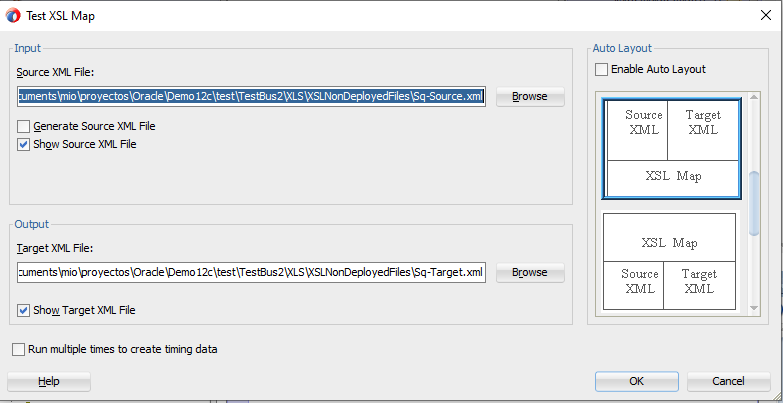 Test XSL Map
Input
Source XML File:
cuments\mio\proyectos\Oracle\Demo12c\test\TestBus2\XLS\XSLNonDeployedFiles\Sq-Source.xml
Browse
Generate Source XML File
Show Source XML File
Output
Target XML File:
cuments\mio\proyectos\Oracle\Demo12c\test\TestBus2\XLS\XSLNonDeployedFiles\Sq-Target.xml
Browse
Show Target XML File
Run multiple times to create timing data
Auto Layout
Enable Auto Layout
Source XML
Target XML
XSL Map
XSL Map
Source XML
Target XML
Help
OK
Cancel